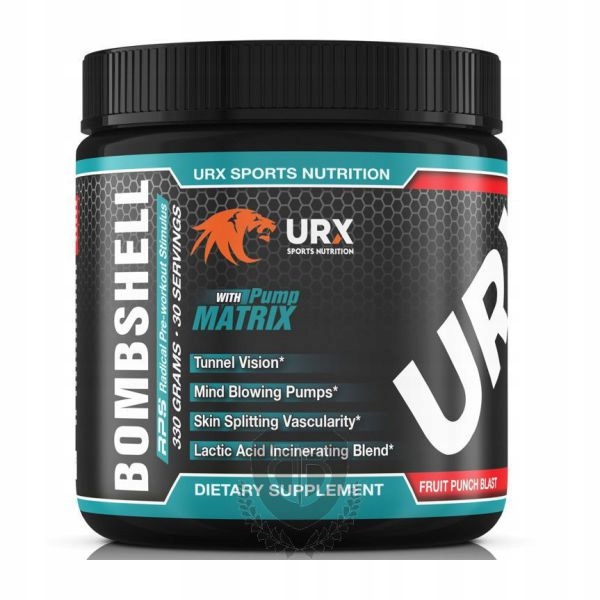 URX SPORTS NUTRITION
BOMBSHELL
RPS Radical Pre-workout Stimulus
330 GRAMS · 30 SERVINGS
URX
SPORTS NUTRITION
WITH Pump
MATRIX
Tunnel Vision*
Mind Blowing Pumps*
Skin Splitting Vascularity*
Lactic Acid Incinerating Blend*
DIETARY SUPPLEMENT
UR
FRUIT PUNCH BLAST